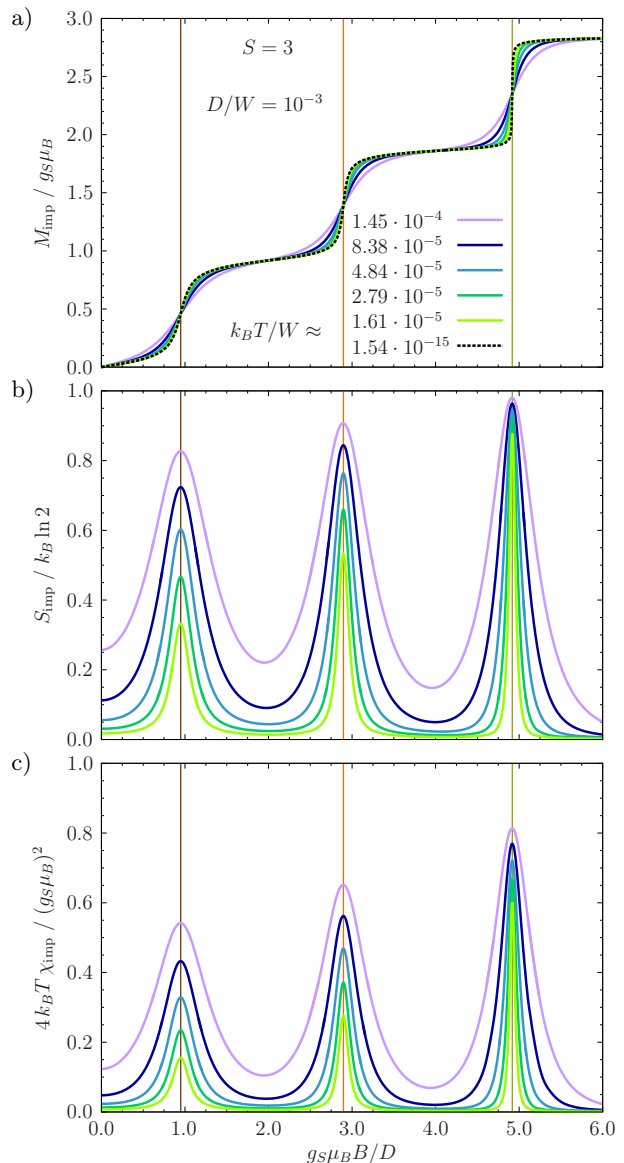 a)
3.0
2.5
2.0
1.5
1.0
0.5
0.0
M_imp / g_S μ_B
S = 3
D/W = 10^−3
k_B T/W ≈
1.45 · 10^−4
8.38 · 10^−5
4.84 · 10^−5
2.79 · 10^−5
1.61 · 10^−5
1.54 · 10^−15
b)
1.0
0.8
0.6
0.4
0.2
0.0
S_imp / k_B ln 2
c)
1.0
0.8
0.6
0.4
0.2
0.0
4 k_B T χ_imp / (g_S μ_B)^2
0.0 1.0 2.0 3.0 4.0 5.0 6.0
g_S μ_B B/D